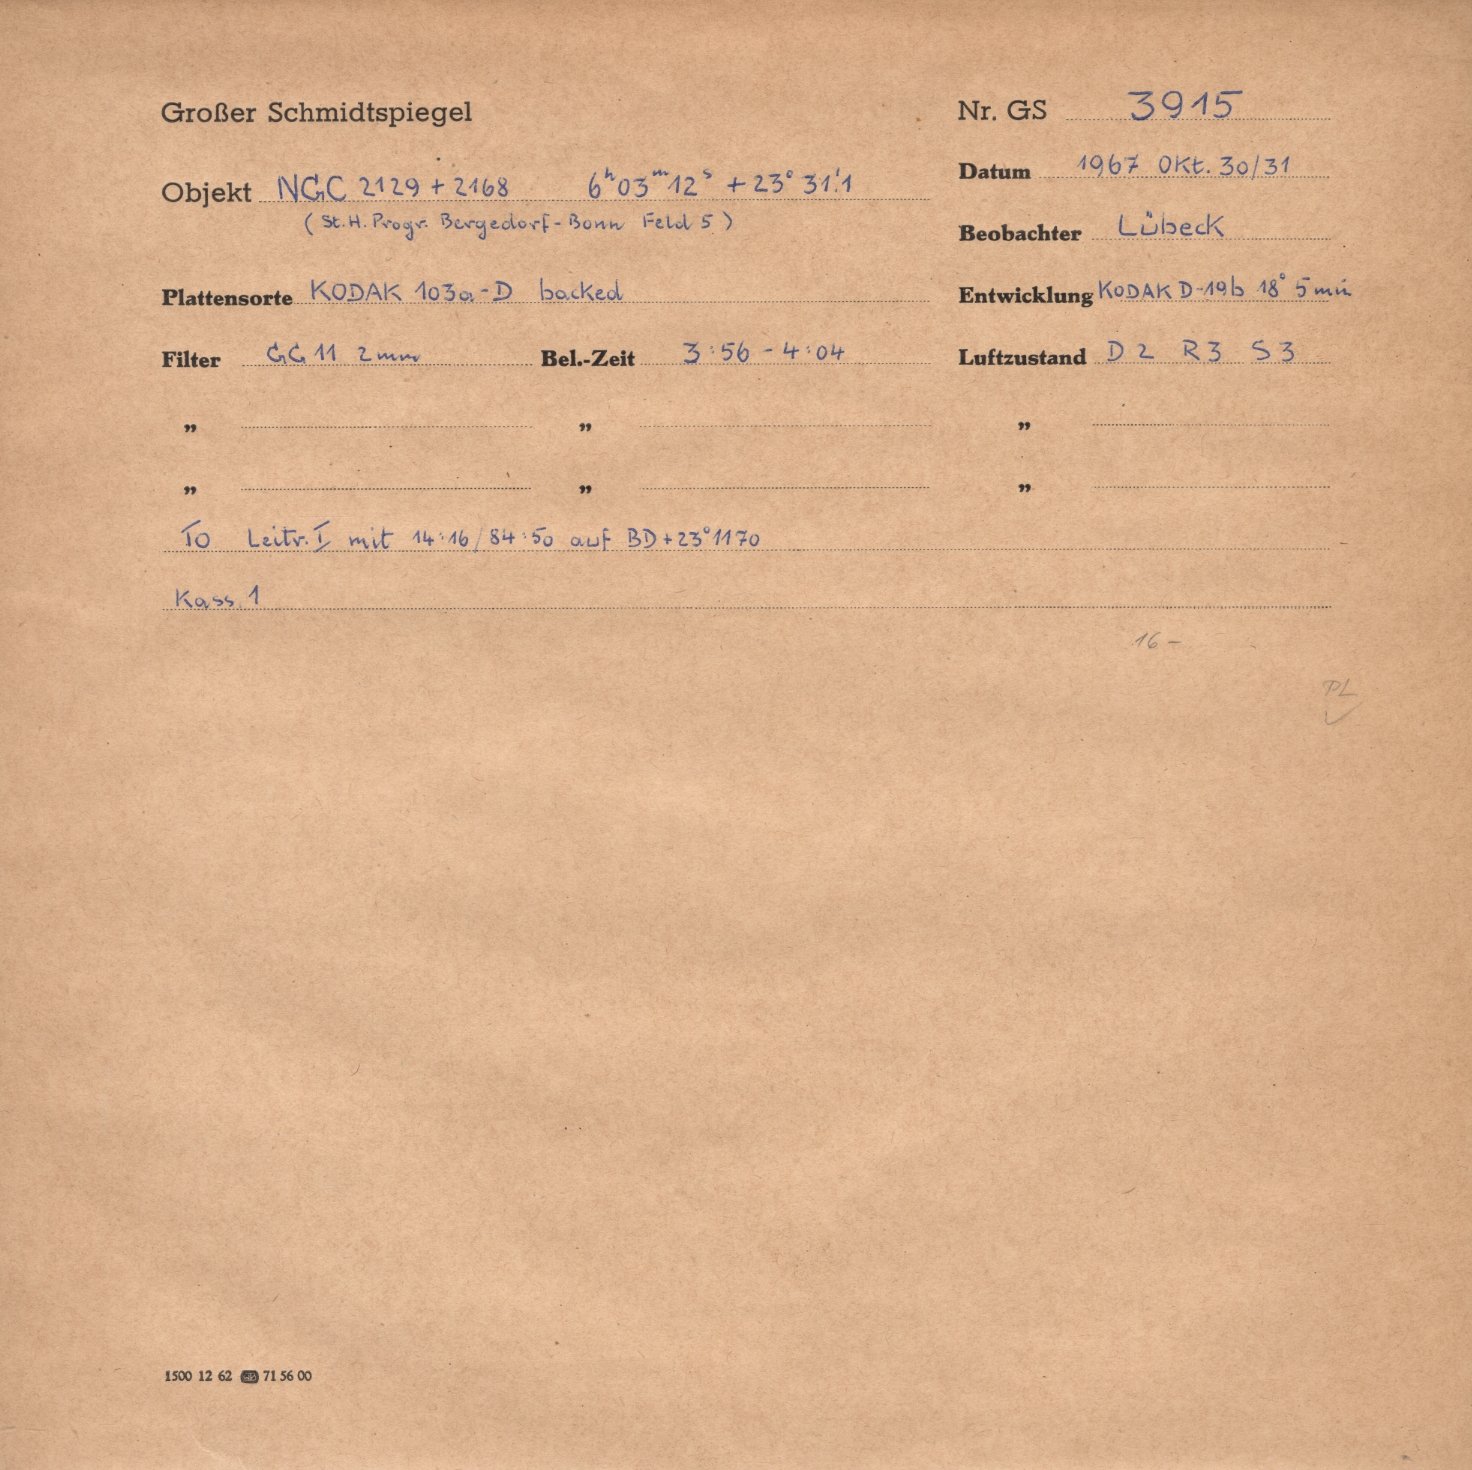 Großer Schmidtspiegel
Nr. GS 3915
Objekt NGC 2129 + 2168 6ʰ03ᵐ12ˢ + 23° 31!1
(St.H. Progr. Bergedorf-Bonn Feld 5)
Datum 1967 Okt. 30/31
Beobachter Lübeck
Plattensorte KODAK 103a-D backed
Entwicklung KODAK D-19b 18° 5 min
Filter GG 11 2mm Bel.-Zeit 3:56 - 4:04 Luftzustand D 2 R 3 S 3
„ „ „
„ „ „
TO Leitr. I mit 14:16/84:50 auf BD+23°1170
Kass. 1
16 –
PL
1500 12 62 71 56 00